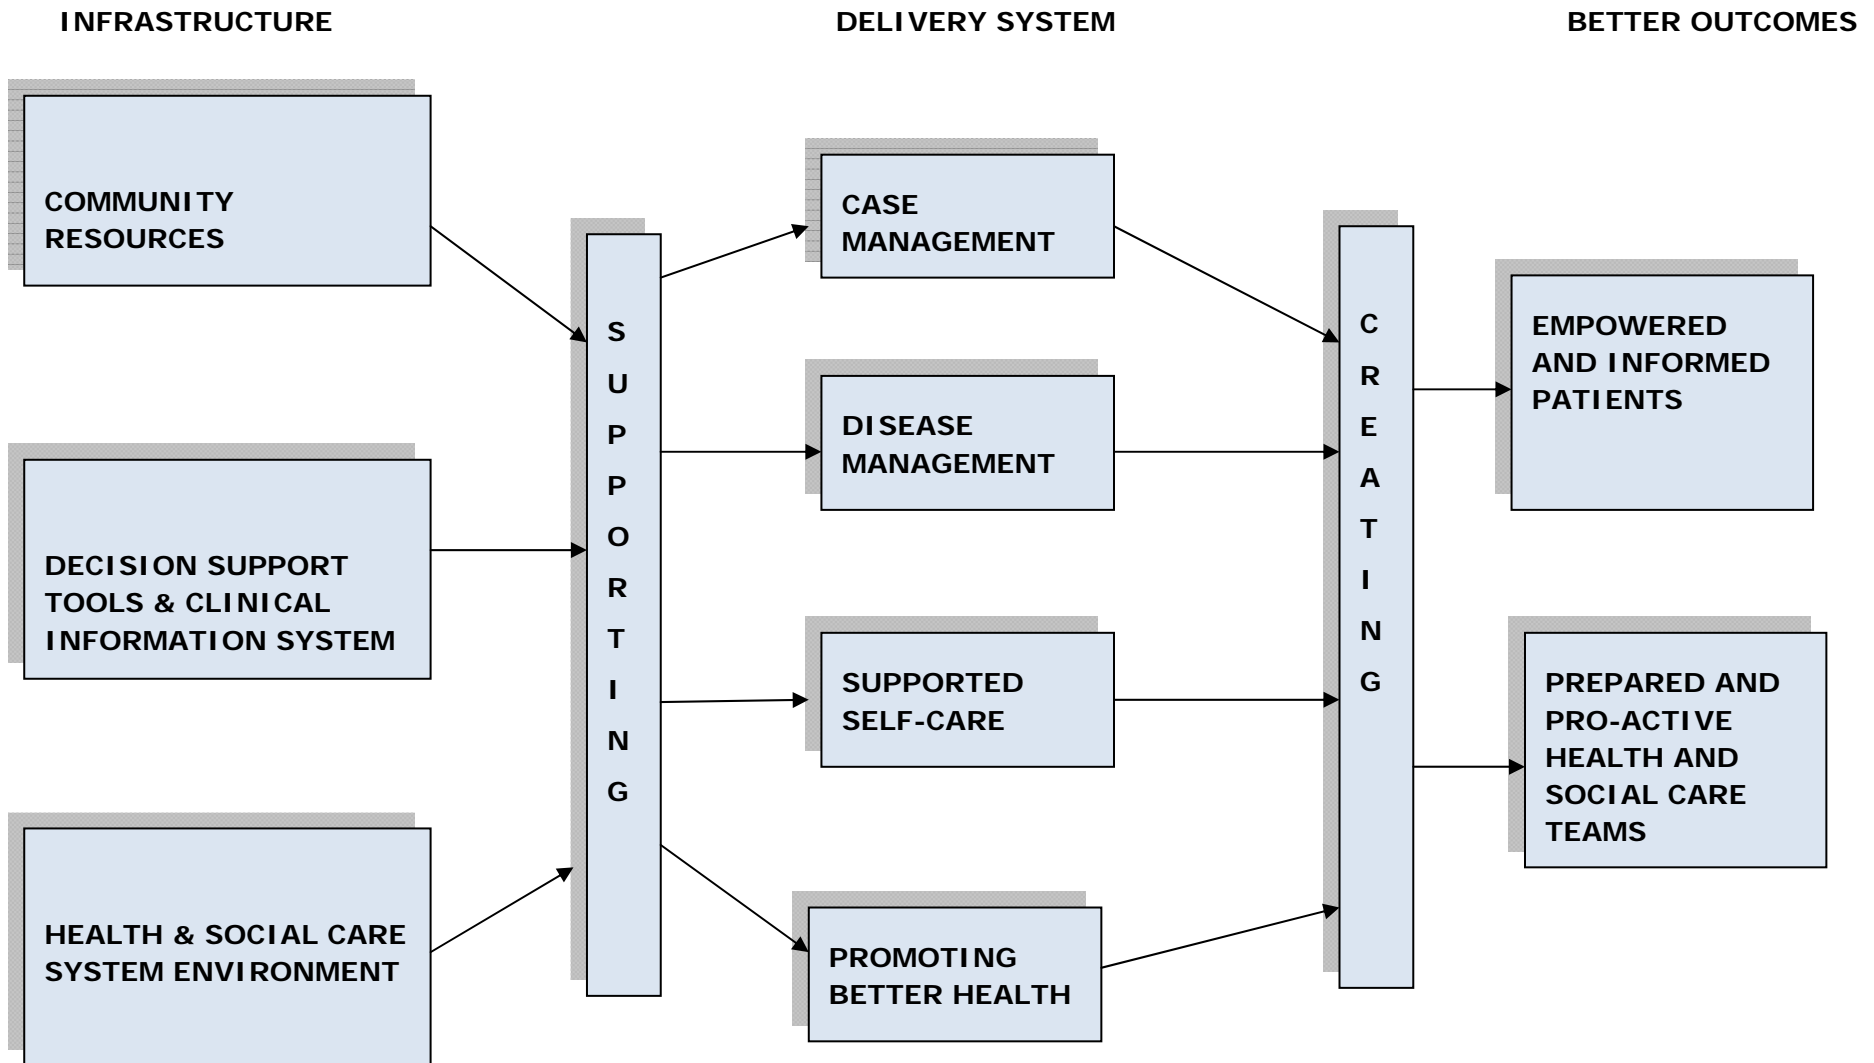 INFRASTRUCTURE
DELIVERY SYSTEM
BETTER OUTCOMES
COMMUNITY
RESOURCES
DECISION SUPPORT
TOOLS & CLINICAL
INFORMATION SYSTEM
HEALTH & SOCIAL CARE
SYSTEM ENVIRONMENT
S
U
P
P
O
R
T
I
N
G
CASE
MANAGEMENT
DISEASE
MANAGEMENT
SUPPORTED
SELF-CARE
PROMOTING
BETTER HEALTH
C
R
E
A
T
I
N
G
EMPOWERED
AND INFORMED
PATIENTS
PREPARED AND
PRO-ACTIVE
HEALTH AND
SOCIAL CARE
TEAMS